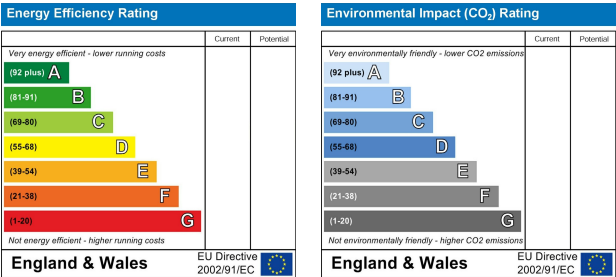 Energy Efficiency Rating
Current Potential
Very energy efficient - lower running costs
(92 plus) A
(81-91) B
(69-80) C
(55-68) D
(39-54) E
(21-38) F
(1-20) G
Not energy efficient - higher running costs
England & Wales
EU Directive
2002/91/EC
Environmental Impact (CO₂) Rating
Current Potential
Very environmentally friendly - lower CO2 emissions
(92 plus) A
(81-91) B
(69-80) C
(55-68) D
(39-54) E
(21-38) F
(1-20) G
Not environmentally friendly - higher CO2 emissions
England & Wales
EU Directive
2002/91/EC